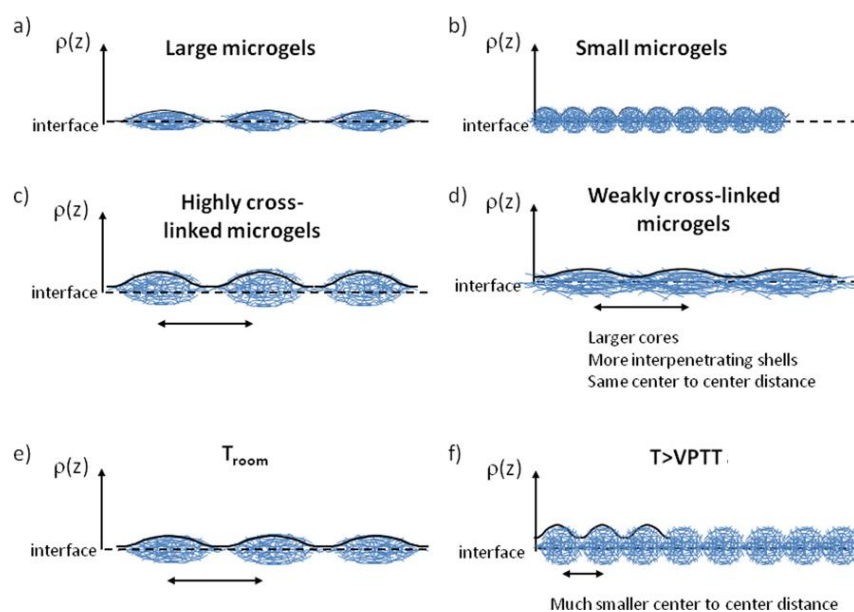 a)
ρ(z)
Large microgels
interface
b)
ρ(z)
Small microgels
interface
c)
ρ(z)
Highly cross-
linked microgels
interface
d)
ρ(z)
Weakly cross-linked
microgels
interface
Larger cores
More interpenetrating shells
Same center to center distance
e)
ρ(z)
Troom
interface
f)
ρ(z)
T>VPTT
interface
Much smaller center to center distance